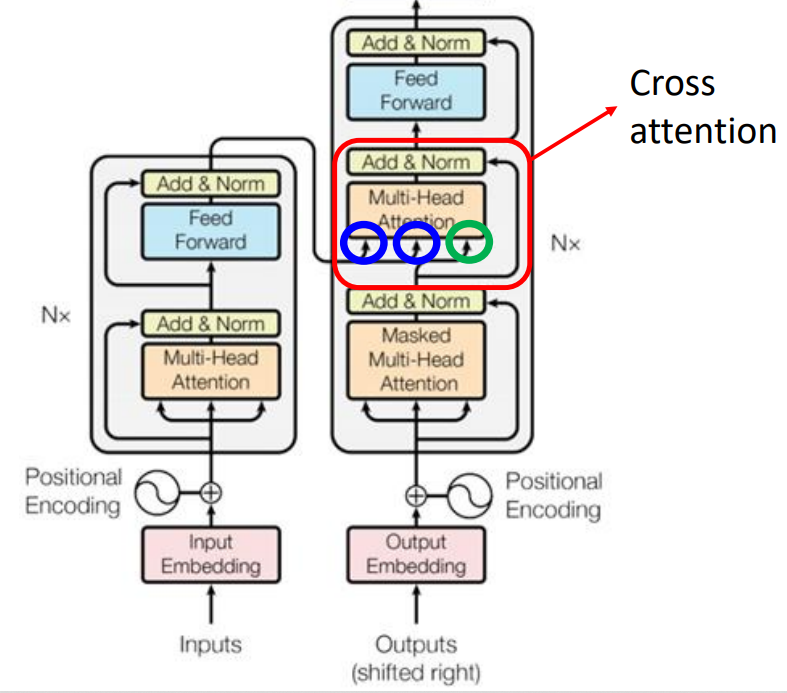 Add & Norm
Feed
Forward
Cross
attention
Add & Norm
Multi-Head
Attention
Nx
Add & Norm
Masked
Multi-Head
Attention
Add & Norm
Feed
Forward
Nx
Add & Norm
Multi-Head
Attention
Positional
Encoding
Positional
Encoding
Input
Embedding
Output
Embedding
Inputs
Outputs
(shifted right)